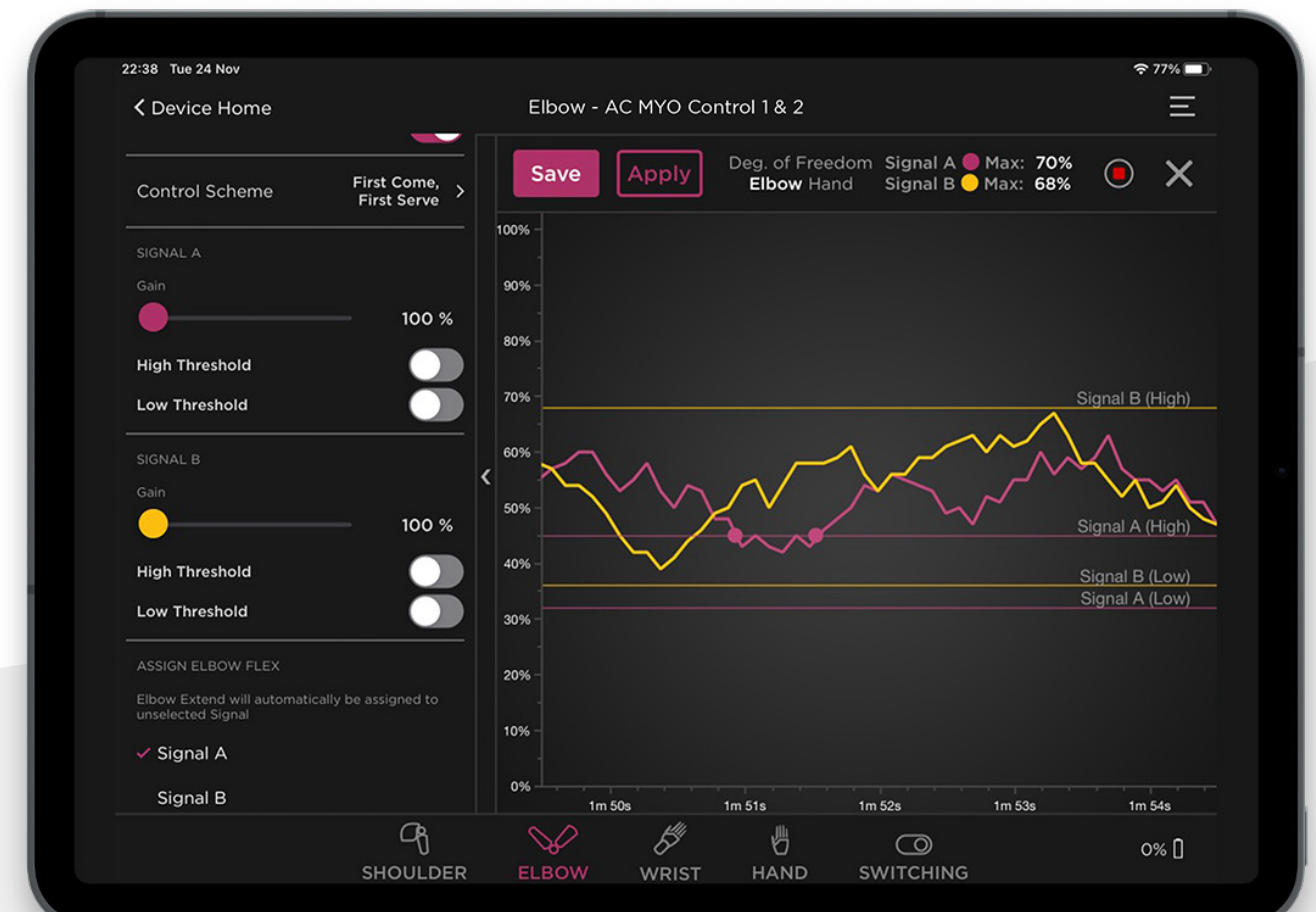 22:38 Tue 24 Nov
77%
Device Home
Elbow - AC MYO Control 1 & 2
Control Scheme
First Come,
First Serve
SIGNAL A
Gain
100 %
High Threshold
Low Threshold
SIGNAL B
Gain
100 %
High Threshold
Low Threshold
ASSIGN ELBOW FLEX
Elbow Extend will automatically be assigned to
unselected Signal
Signal A
Signal B
Save
Apply
Deg. of Freedom
Elbow Hand
Signal A Max: 70%
Signal B Max: 68%
100%
90%
80%
70%
60%
50%
40%
30%
20%
10%
0%
Signal B (High)
Signal A (High)
Signal B (Low)
Signal A (Low)
1m 50s
1m 51s
1m 52s
1m 53s
1m 54s
SHOULDER
ELBOW
WRIST
HAND
SWITCHING
0%